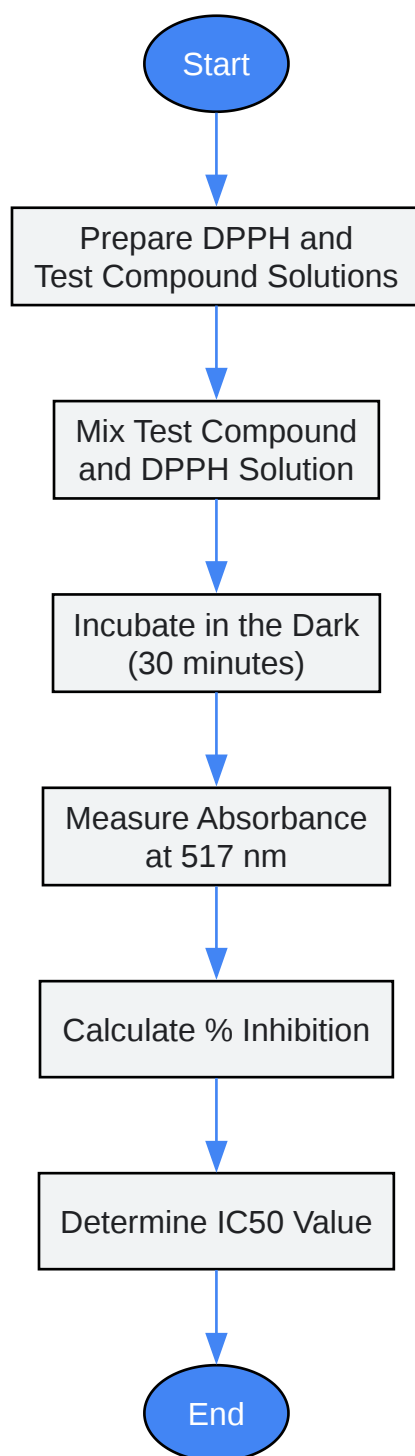 Start
Prepare DPPH and
Test Compound Solutions
Mix Test Compound
and DPPH Solution
Incubate in the Dark
(30 minutes)
Measure Absorbance
at 517 nm
Calculate % Inhibition
Determine IC50 Value
End